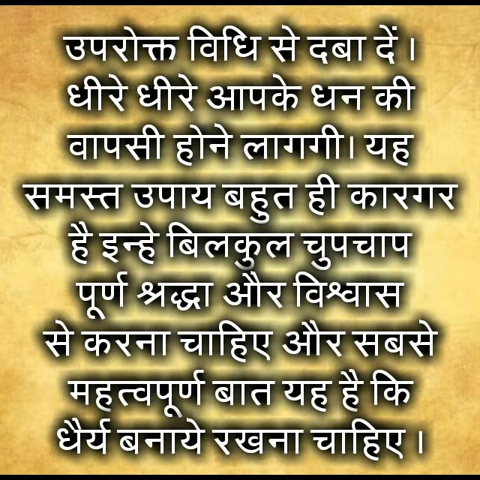 उपरोक्त विधि से दबा दें ।
धीरे धीरे आपके धन की
वापसी होने लागगी। यह
समस्त उपाय बहुत ही कारगर
है इन्हे बिलकुल चुपचाप
पूर्ण श्रद्धा और विश्वास
से करना चाहिए और सबसे
महत्वपूर्ण बात यह है कि
धैर्य बनाये रखना चाहिए ।